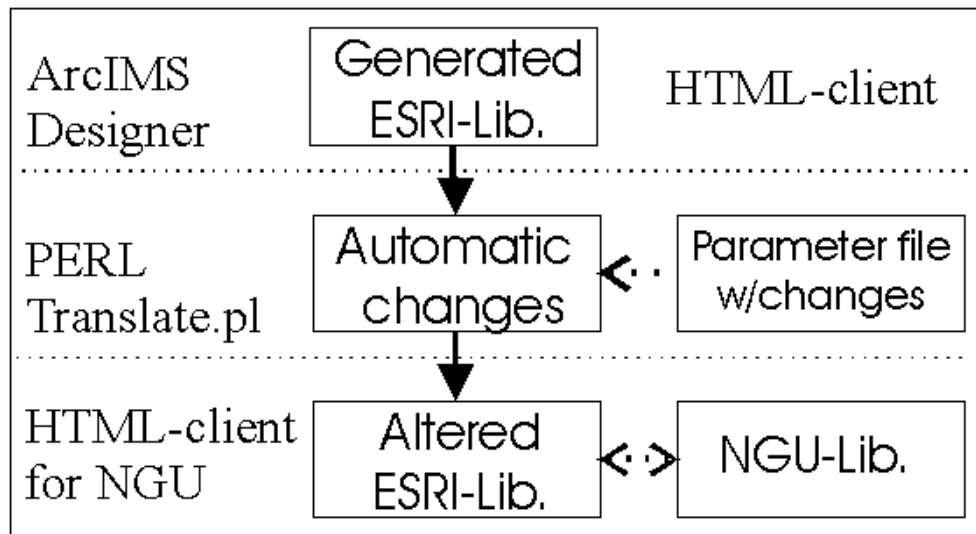 ArcIMS
Designer
Generated
ESRI-Lib.
HTML-client
PERL
Translate.pl
Automatic
changes
Parameter file
w/changes
HTML-client
for NGU
Altered
ESRI-Lib.
NGU-Lib.